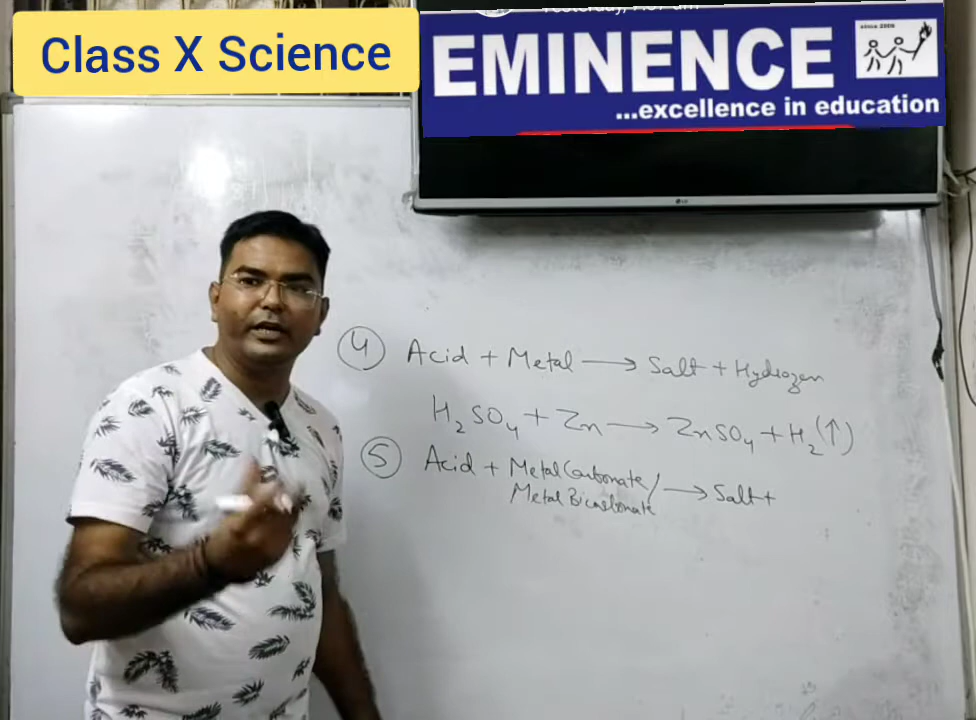 Class X Science
EMINENCE
...excellence in education
④ Acid + Metal → Salt + Hydrogen
H₂SO₄ + Zn → ZnSO₄ + H₂(↑)
⑤ Acid + Metal Carbonate/
Metal Bicarbonate → Salt +
LG